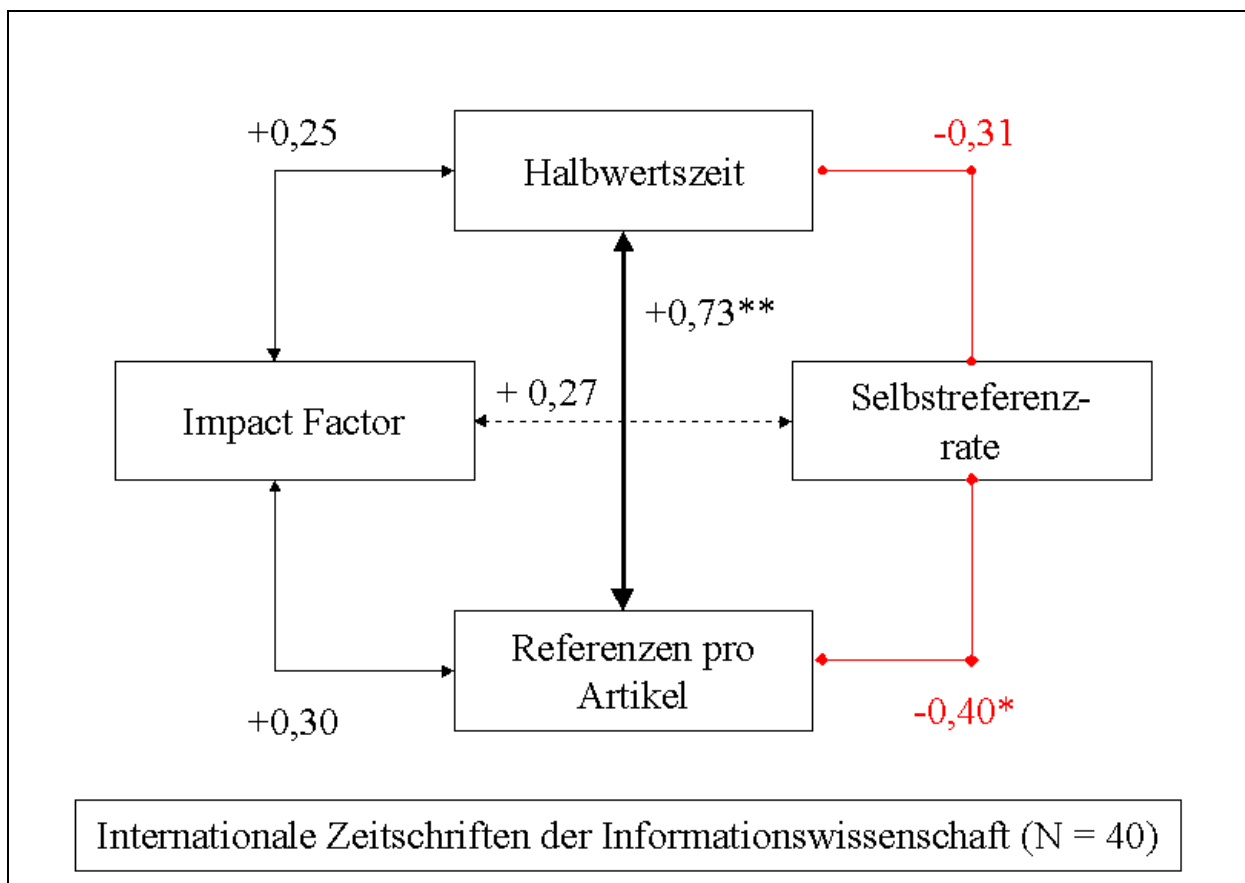 +0,25
Halbwertszeit
-0,31
+0,73**
Impact Factor
+ 0,27
Selbstreferenz-
rate
Referenzen pro
Artikel
+0,30
-0,40*
Internationale Zeitschriften der Informationswissenschaft (N = 40)